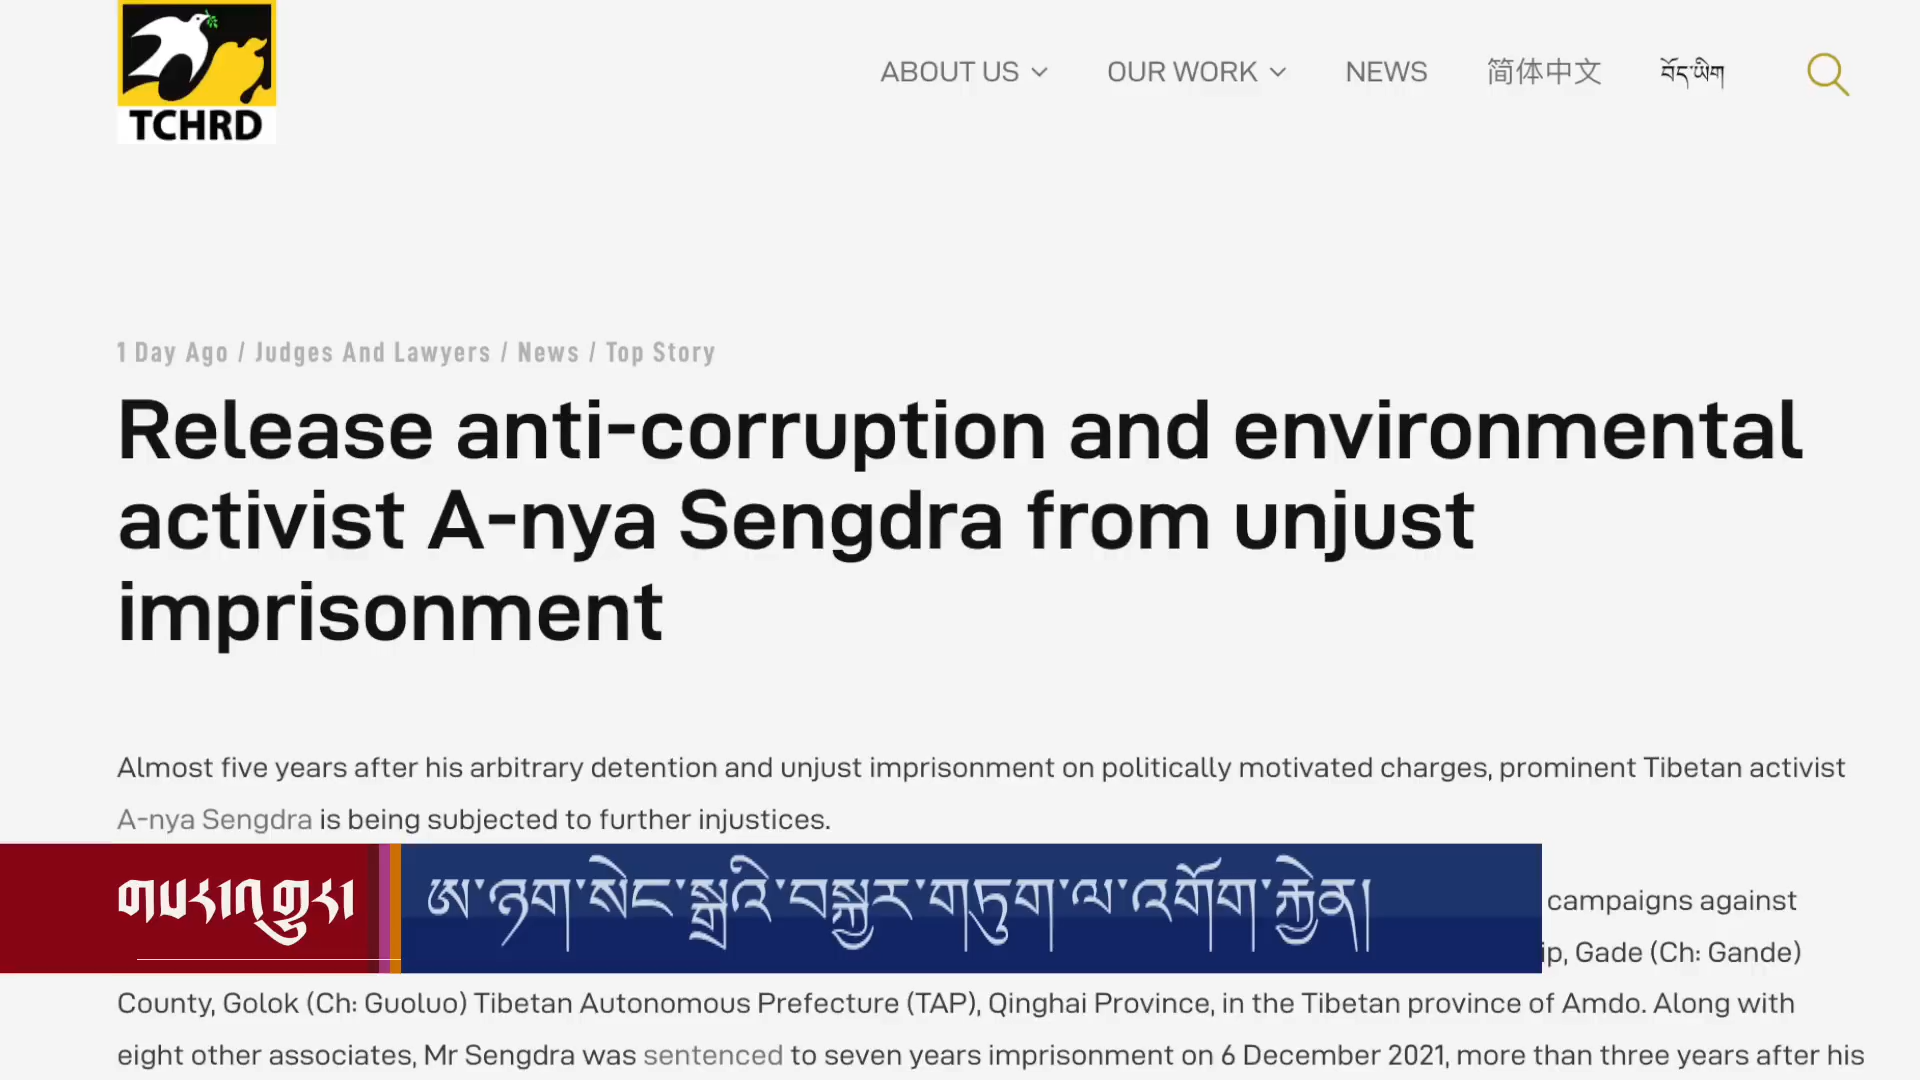 TCHRD
ABOUT US
OUR WORK
NEWS
简体中文
བོད་ཡིག
1 Day Ago / Judges And Lawyers / News / Top Story
Release anti-corruption and environmental
activist A-nya Sengdra from unjust
imprisonment
Almost five years after his arbitrary detention and unjust imprisonment on politically motivated charges, prominent Tibetan activist
A-nya Sengdra is being subjected to further injustices.
གསར་འགྱུར།
ཨ་ཉག་སེང་སྒྲའི་བསྐྱར་གཏུག་ལ་འགོག་རྐྱེན།
campaigns against
ip, Gade (Ch: Gande)
County, Golok (Ch: Guoluo) Tibetan Autonomous Prefecture (TAP), Qinghai Province, in the Tibetan province of Amdo. Along with
eight other associates, Mr Sengdra was sentenced to seven years imprisonment on 6 December 2021, more than three years after his